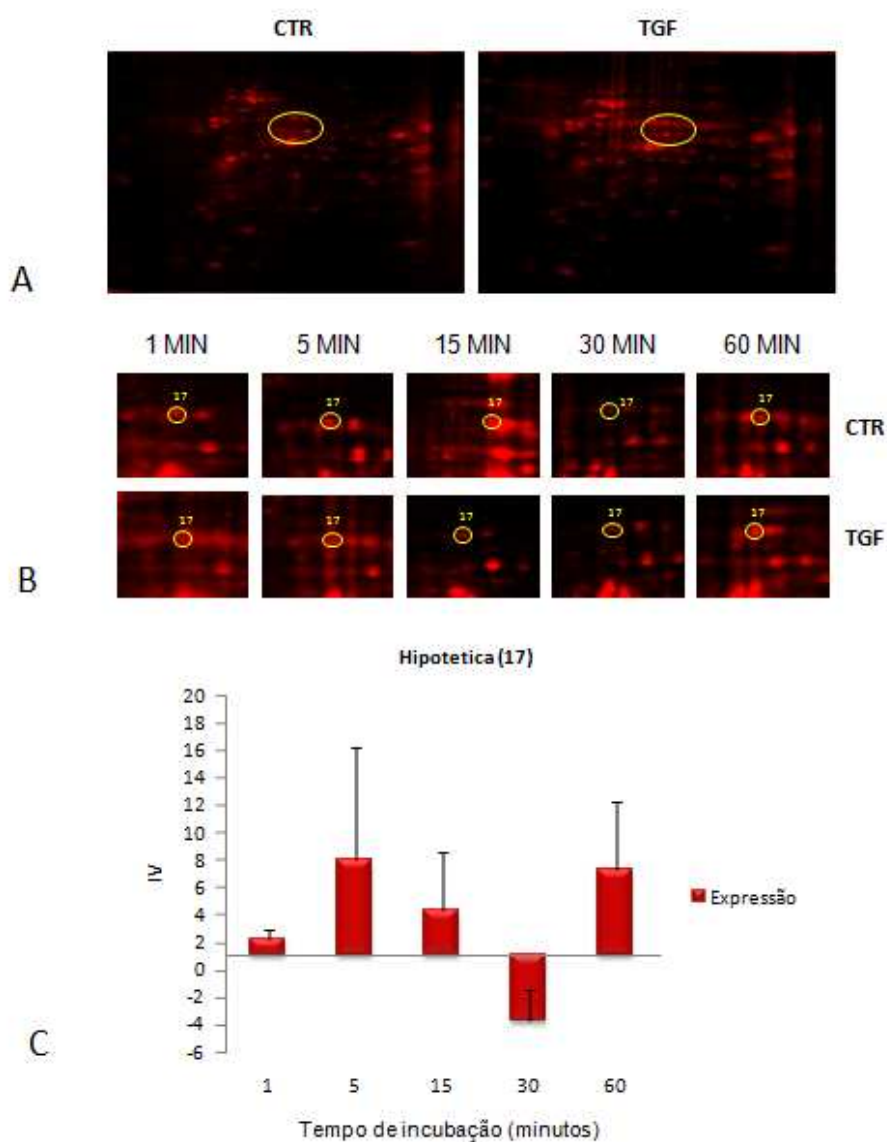 CTR TGF
A
1 MIN 5 MIN 15 MIN 30 MIN 60 MIN
17 17 17 17 17
CTR
17 17 17 17 17
TGF
B
Hipotetica (17)
20
18
16
14
12
10
8
6
4
2
0
-2
-4
-6
IV
Expressão
C
1 5 15 30 60
Tempo de incubação (minutos)